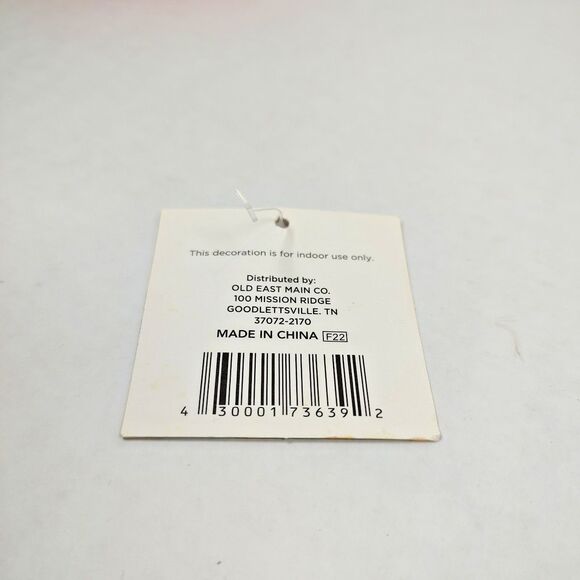 This decoration is for indoor use only.
Distributed by:
OLD EAST MAIN CO.
100 MISSION RIDGE
GOODLETTSVILLE. TN
37072-2170
MADE IN CHINA F22
4 30001 73639 2